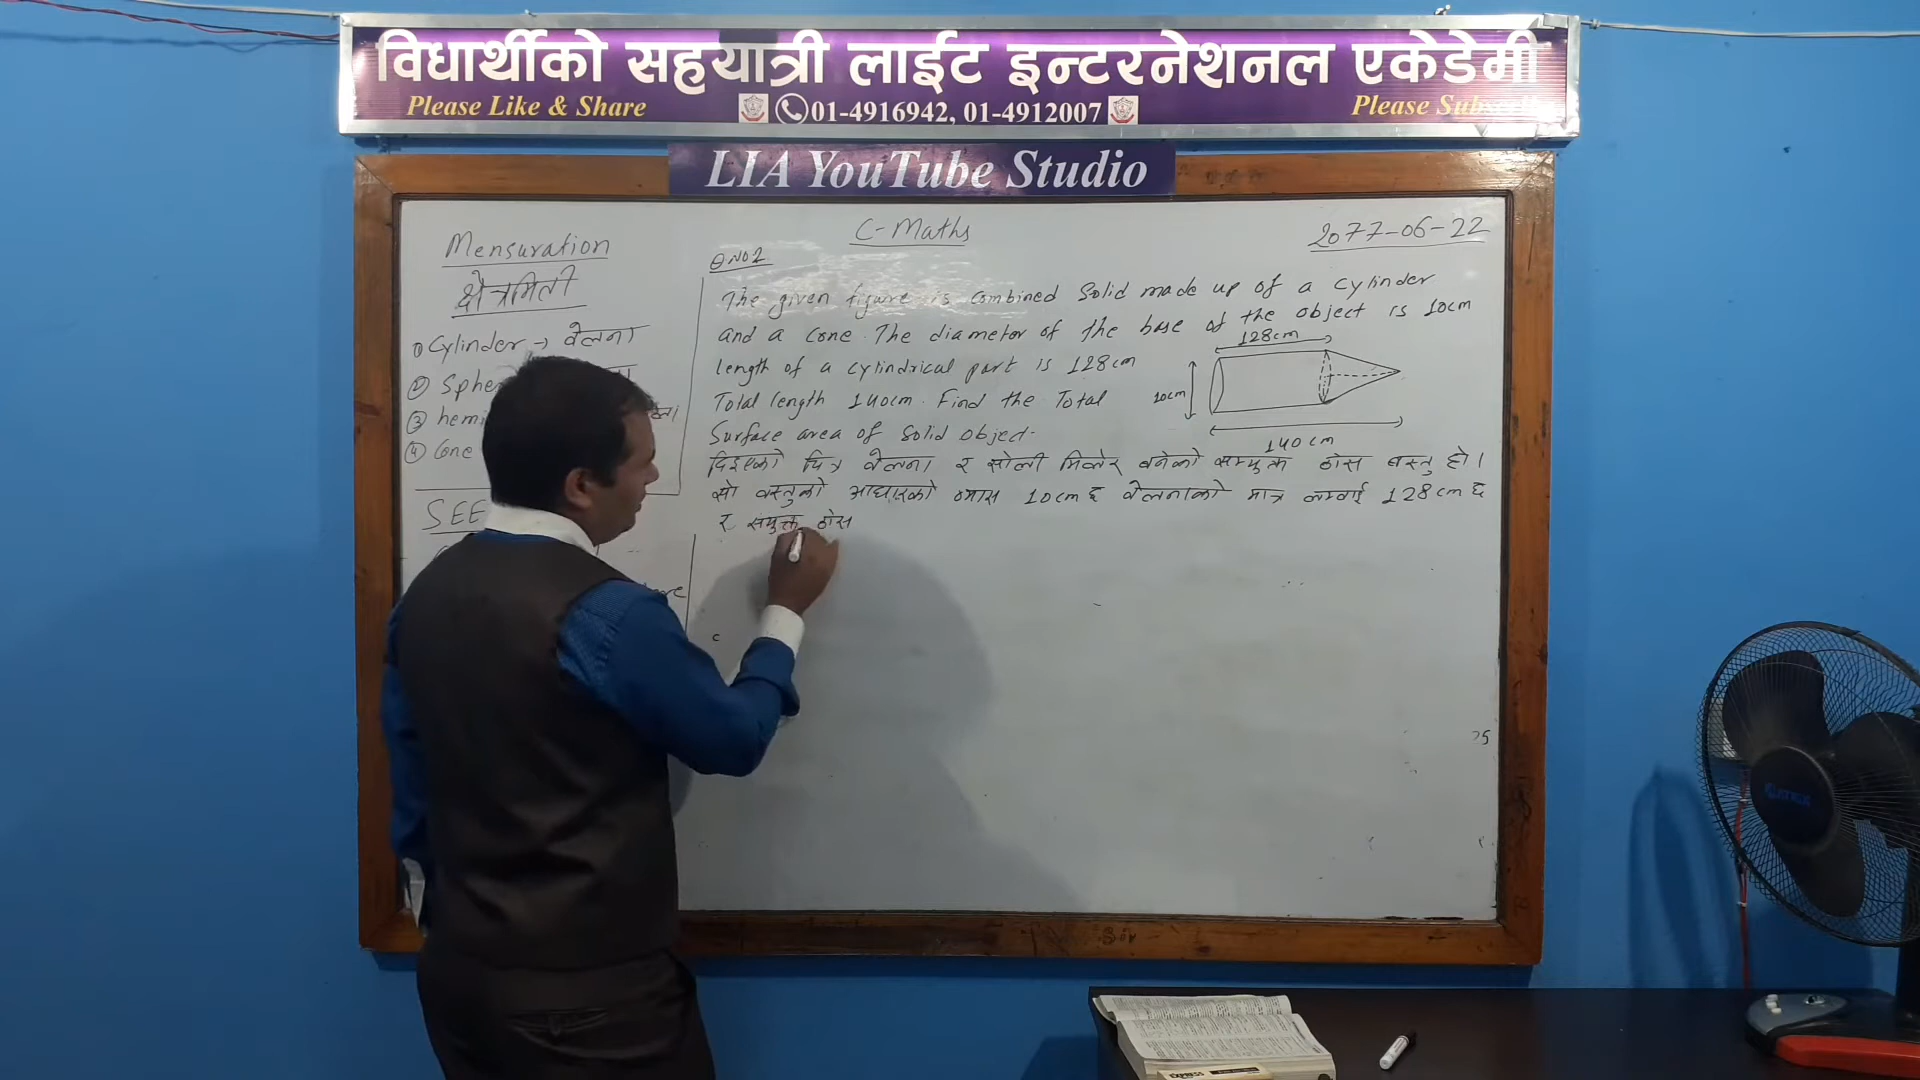 विधार्थीको सहयात्री लाईट इन्टरनेशनल एकेडेमी
Please Like & Share
01-4916942, 01-4912007
Please
LIA YouTube Studio
C-Maths
2077-06-22
Mensuration
क्षेत्रमिती
① Cylinder → वेलना
② Sphe
③ hemi
④ Cone
SEE
Q.NO2
The given figure is Combined Solid made up of a cylinder
and a Cone. The diameter of the base of the object is 10cm
length of a cylindrical part is 128cm
Total length 140cm. Find the Total
Surface area of Solid object.
128cm
10cm
140cm
दिइएको चित्र वेलना र सोली मिलेर बनेको सम्युक्त ठोस बस्तु हो।
सो वस्तुको आधारको व्यास 10cm छ वेलनाको मात्र लम्वाई 128cm छ
र संयुक्त ठोस